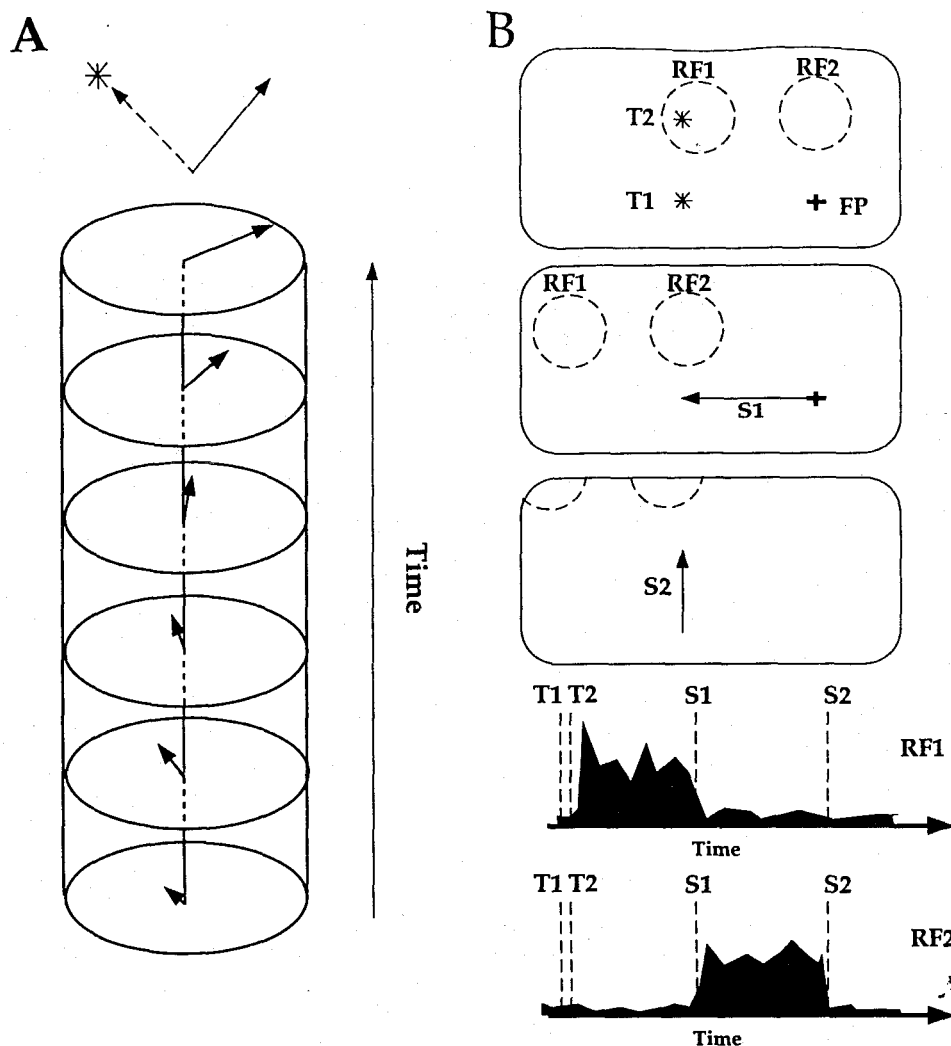 A
Time
B
RF1 RF2
T2
T1 FP
RF1 RF2
S1
S2
T1 T2 S1 S2
RF1
Time
T1 T2 S1 S2
RF2
Time